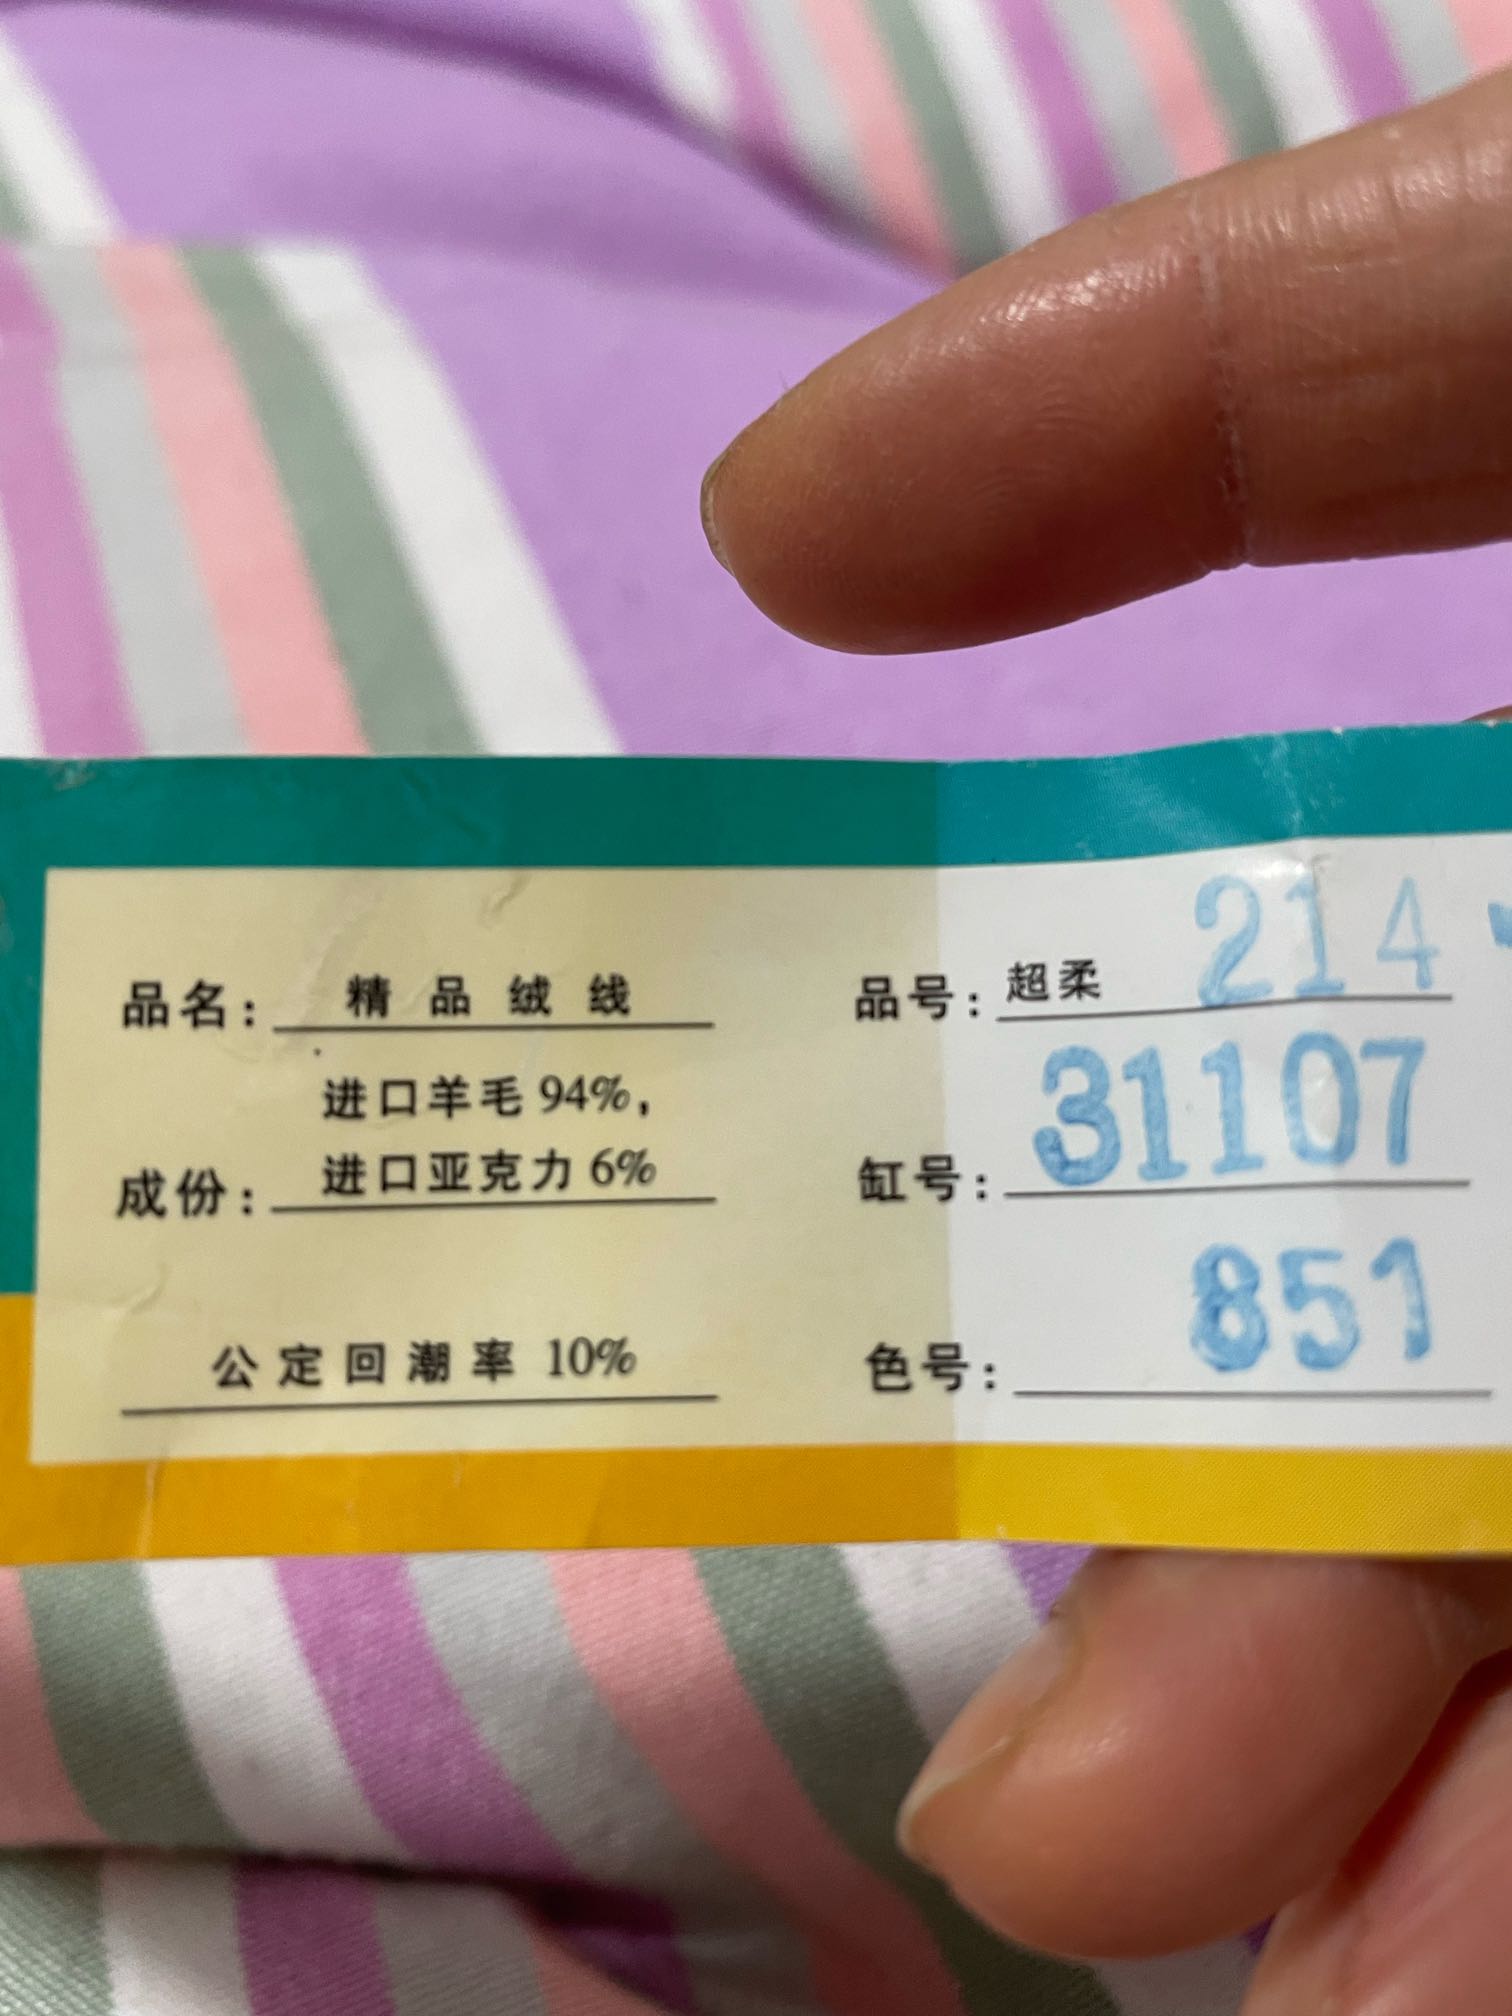 品名： 精品绒线
进口羊毛 94%，
成份： 进口亚克力 6%
公定回潮率 10%
品号：超柔 214
缸号：31107
色号：851